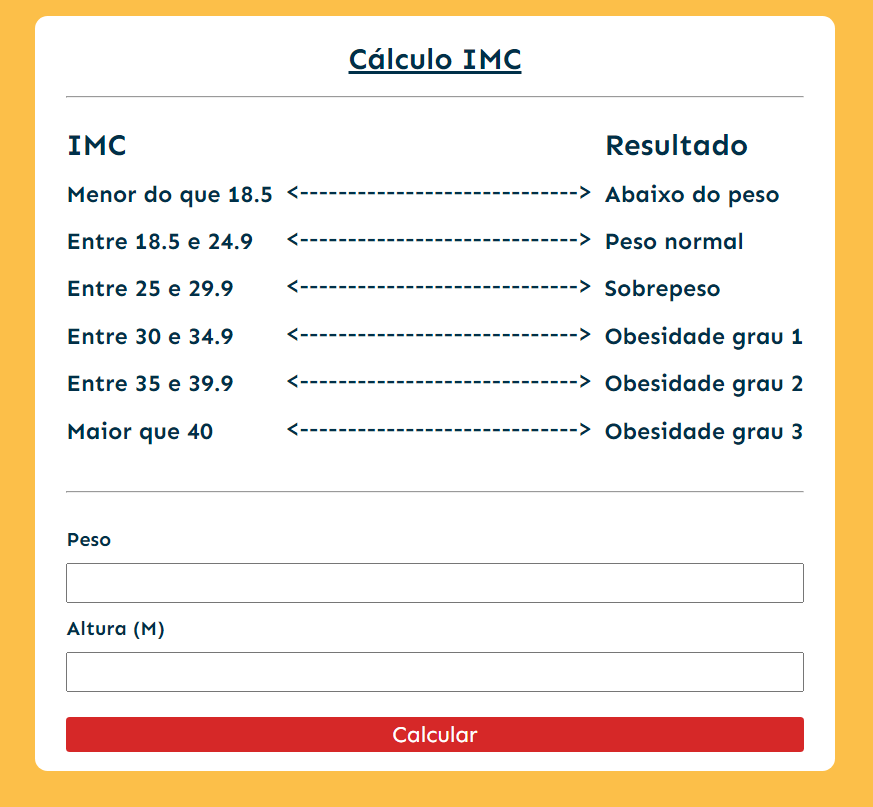 Cálculo IMC
IMC Resultado
Menor do que 18.5 <-----------------------------> Abaixo do peso
Entre 18.5 e 24.9 <-----------------------------> Peso normal
Entre 25 e 29.9 <-----------------------------> Sobrepeso
Entre 30 e 34.9 <-----------------------------> Obesidade grau 1
Entre 35 e 39.9 <-----------------------------> Obesidade grau 2
Maior que 40 <-----------------------------> Obesidade grau 3
Peso
Altura (M)
Calcular